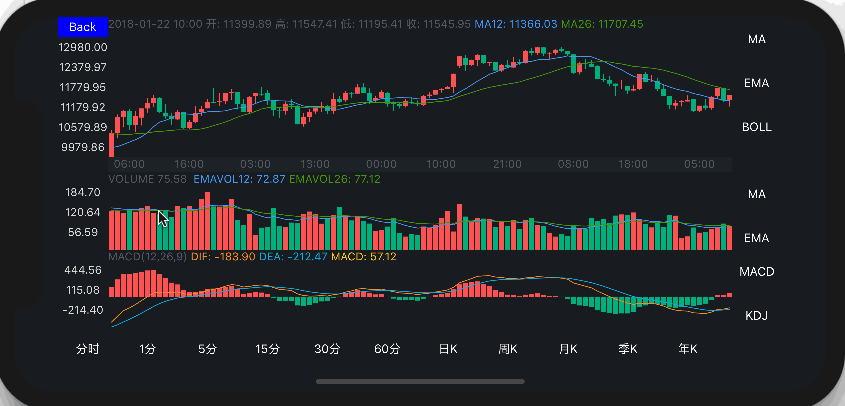 Back
2018-01-22 10:00 开: 11399.89 高: 11547.41 低: 11195.41 收: 11545.95 MA12: 11366.03 MA26: 11707.45
12980.00
12379.97
11779.95
11179.92
10579.89
9979.86
MA
EMA
BOLL
06:00 16:00 03:00 13:00 00:00 10:00 21:00 08:00 18:00 05:00
VOLUME 75.58 EMAVOL12: 72.87 EMAVOL26: 77.12
184.70
120.64
56.59
MA
EMA
MACD(12,26,9) DIF: -183.90 DEA: -212.47 MACD: 57.12
444.56
115.08
-214.40
MACD
KDJ
分时 1分 5分 15分 30分 60分 日K 周K 月K 季K 年K